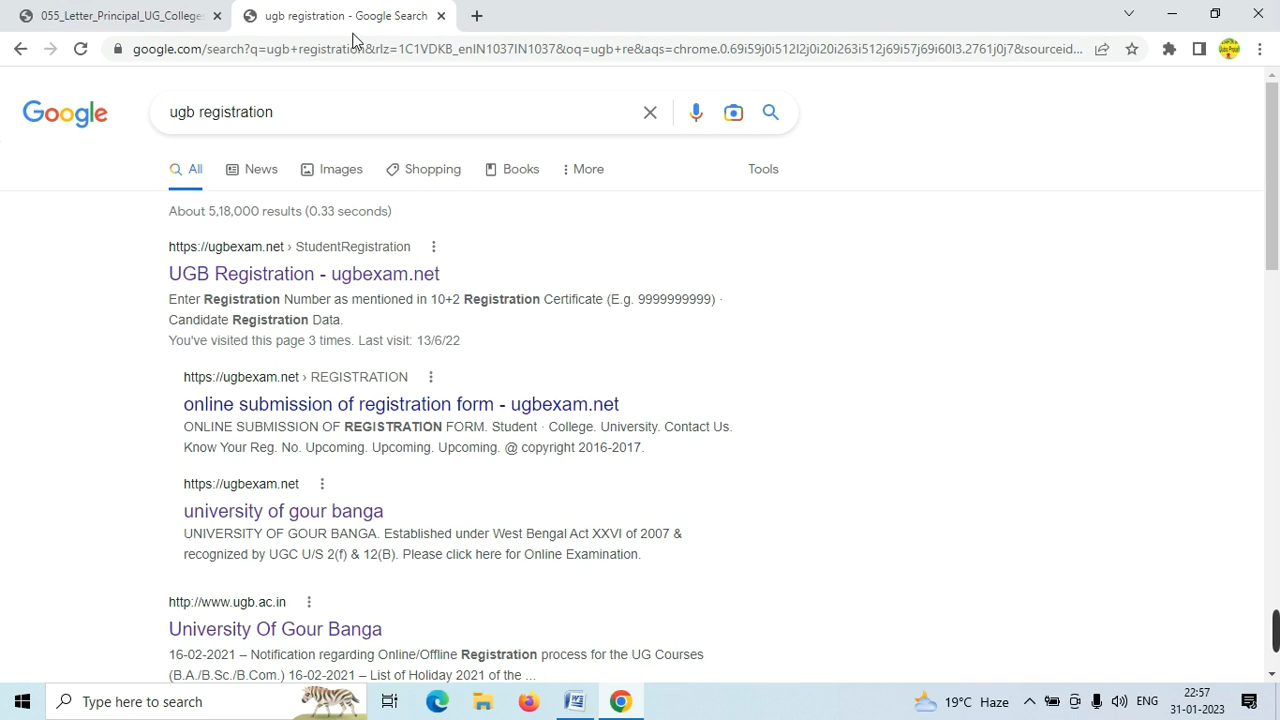 055_Letter_Principal_UG_College
ugb registration - Google Search
google.com/search?q=ugb+registration&rlz=1C1VDKB_enIN1037IN1037&oq=ugb+re&aqs=chrome.0.69i59j0i512l2j0i20i263i512j69i57j69i60l3.2761j0j7&sourceid...
Google
ugb registration
All
News
Images
Shopping
Books
More
Tools
About 5,18,000 results (0.33 seconds)
https://ugbexam.net › StudentRegistration
UGB Registration - ugbexam.net
Enter Registration Number as mentioned in 10+2 Registration Certificate (E.g. 9999999999) ·
Candidate Registration Data.
You've visited this page 3 times. Last visit: 13/6/22
https://ugbexam.net › REGISTRATION
online submission of registration form - ugbexam.net
ONLINE SUBMISSION OF REGISTRATION FORM. Student · College. University. Contact Us.
Know Your Reg. No. Upcoming. Upcoming. Upcoming. @ copyright 2016-2017.
https://ugbexam.net
university of gour banga
UNIVERSITY OF GOUR BANGA. Established under West Bengal Act XXVI of 2007 &
recognized by UGC U/S 2(f) & 12(B). Please click here for Online Examination.
http://www.ugb.ac.in
University Of Gour Banga
16-02-2021 – Notification regarding Online/Offline Registration process for the UG Courses
(B.A./B.Sc./B.Com.) 16-02-2021 – List of Holiday 2021 of the ...
Type here to search
19°C Haze
ENG
22:57
31-01-2023